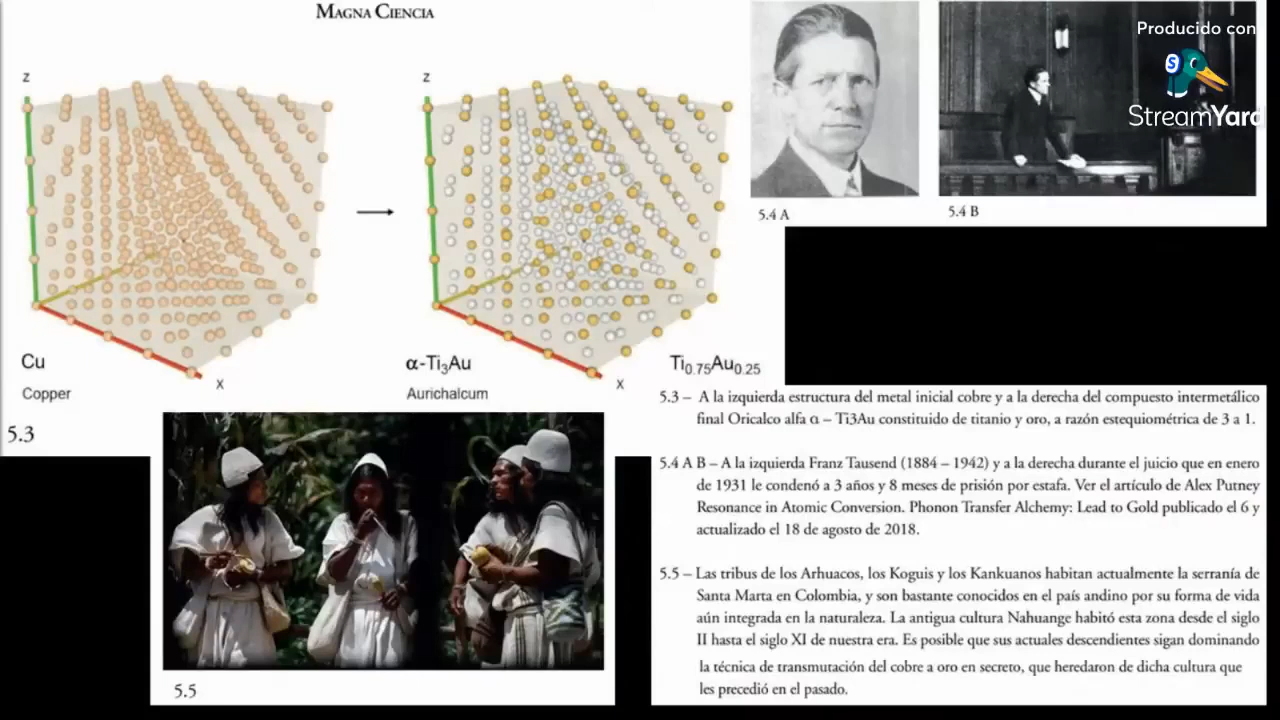 MAGNA CIENCIA
Producido con
S
StreamYard
z
x
Cu
Copper
z
x
α-Ti3Au
Aurichalcum
Ti0.75Au0.25
5.3
5.4 A
5.4 B
5.3 – A la izquierda estructura del metal inicial cobre y a la derecha del compuesto intermetálico
final Oricalco alfa α – Ti3Au constituido de titanio y oro, a razón estequiométrica de 3 a 1.
5.4 A B – A la izquierda Franz Tausend (1884 – 1942) y a la derecha durante el juicio que en enero
de 1931 le condenó a 3 años y 8 meses de prisión por estafa. Ver el artículo de Alex Putney
Resonance in Atomic Conversion. Phonon Transfer Alchemy: Lead to Gold publicado el 6 y
actualizado el 18 de agosto de 2018.
5.5 – Las tribus de los Arhuacos, los Koguis y los Kankuanos habitan actualmente la serranía de
Santa Marta en Colombia, y son bastante conocidos en el país andino por su forma de vida
aún integrada en la naturaleza. La antigua cultura Nahuange habitó esta zona desde el siglo
II hasta el siglo XI de nuestra era. Es posible que sus actuales descendientes sigan dominando
la técnica de transmutación del cobre a oro en secreto, que heredaron de dicha cultura que
les precedió en el pasado.
5.5